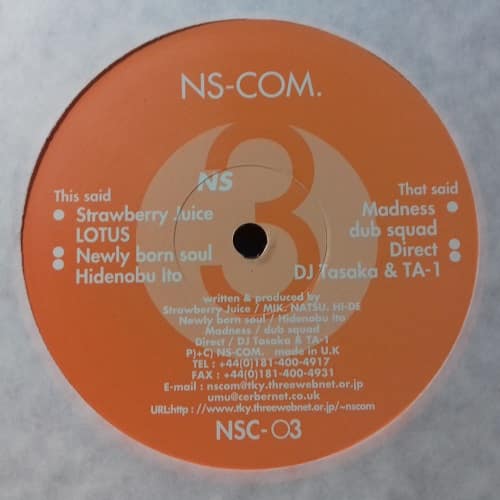 NS-COM.
3
NS
This said
Strawberry Juice
LOTUS
Newly born soul
Hidenobu Ito
That said
Madness
dub squad
Direct
DJ Tasaka & TA-1
written & produced by
Strawberry Juice / MIK. NATSU. HI-DE
Newly born soul / Hidenobu Ito
Madness / dub squad
Direct / DJ Tasaka & TA-1
P)+C) NS-COM. made in U.K
TEL : +44(0)181-400-4917
FAX : +44(0)181-400-4931
E-mail : nscom@tky.threewebnet.or.jp
umu@cerbernet.co.uk
URL:http : //www.tky.threewebnet.or.jp/~nscom
NSC-03